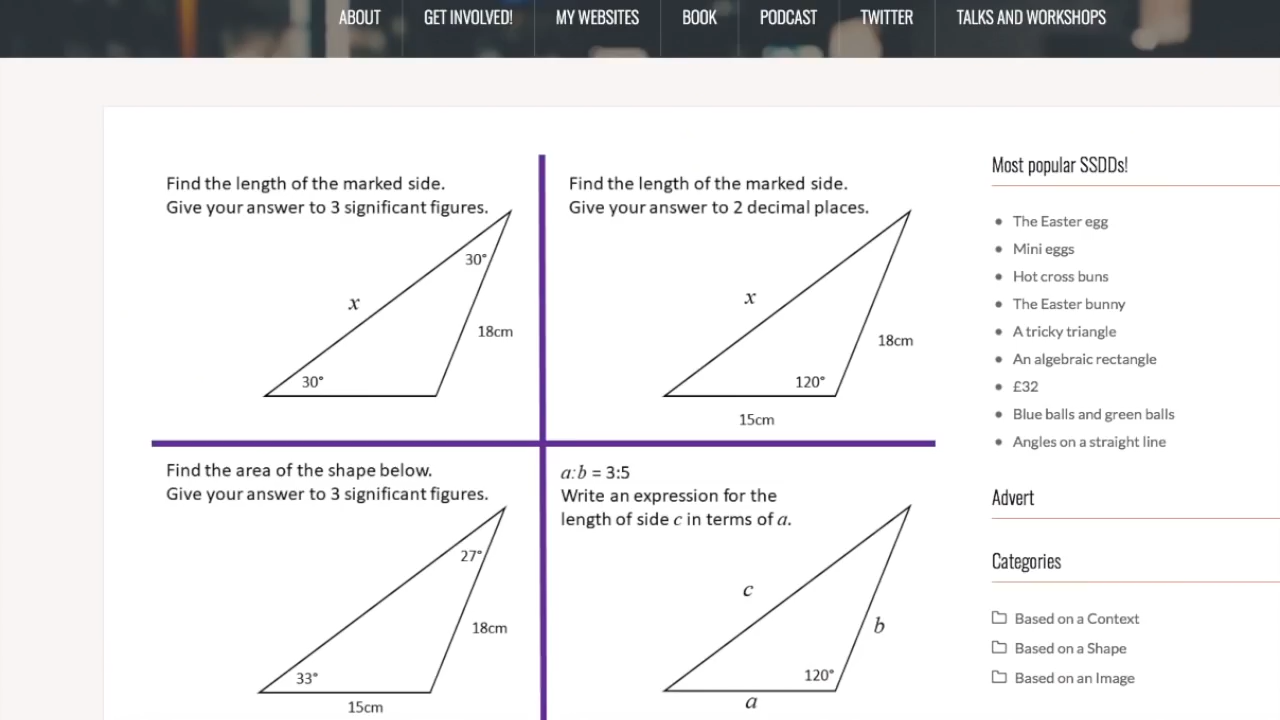 ABOUT GET INVOLVED! MY WEBSITES BOOK PODCAST TWITTER TALKS AND WORKSHOPS
Find the length of the marked side.
Give your answer to 3 significant figures.
30°
x
18cm
30°
Find the length of the marked side.
Give your answer to 2 decimal places.
x
18cm
120°
15cm
Find the area of the shape below.
Give your answer to 3 significant figures.
27°
18cm
33°
15cm
a:b = 3:5
Write an expression for the
length of side c in terms of a.
c
b
120°
a
Most popular SSDDs!
The Easter egg
Mini eggs
Hot cross buns
The Easter bunny
A tricky triangle
An algebraic rectangle
£32
Blue balls and green balls
Angles on a straight line
Advert
Categories
Based on a Context
Based on a Shape
Based on an Image